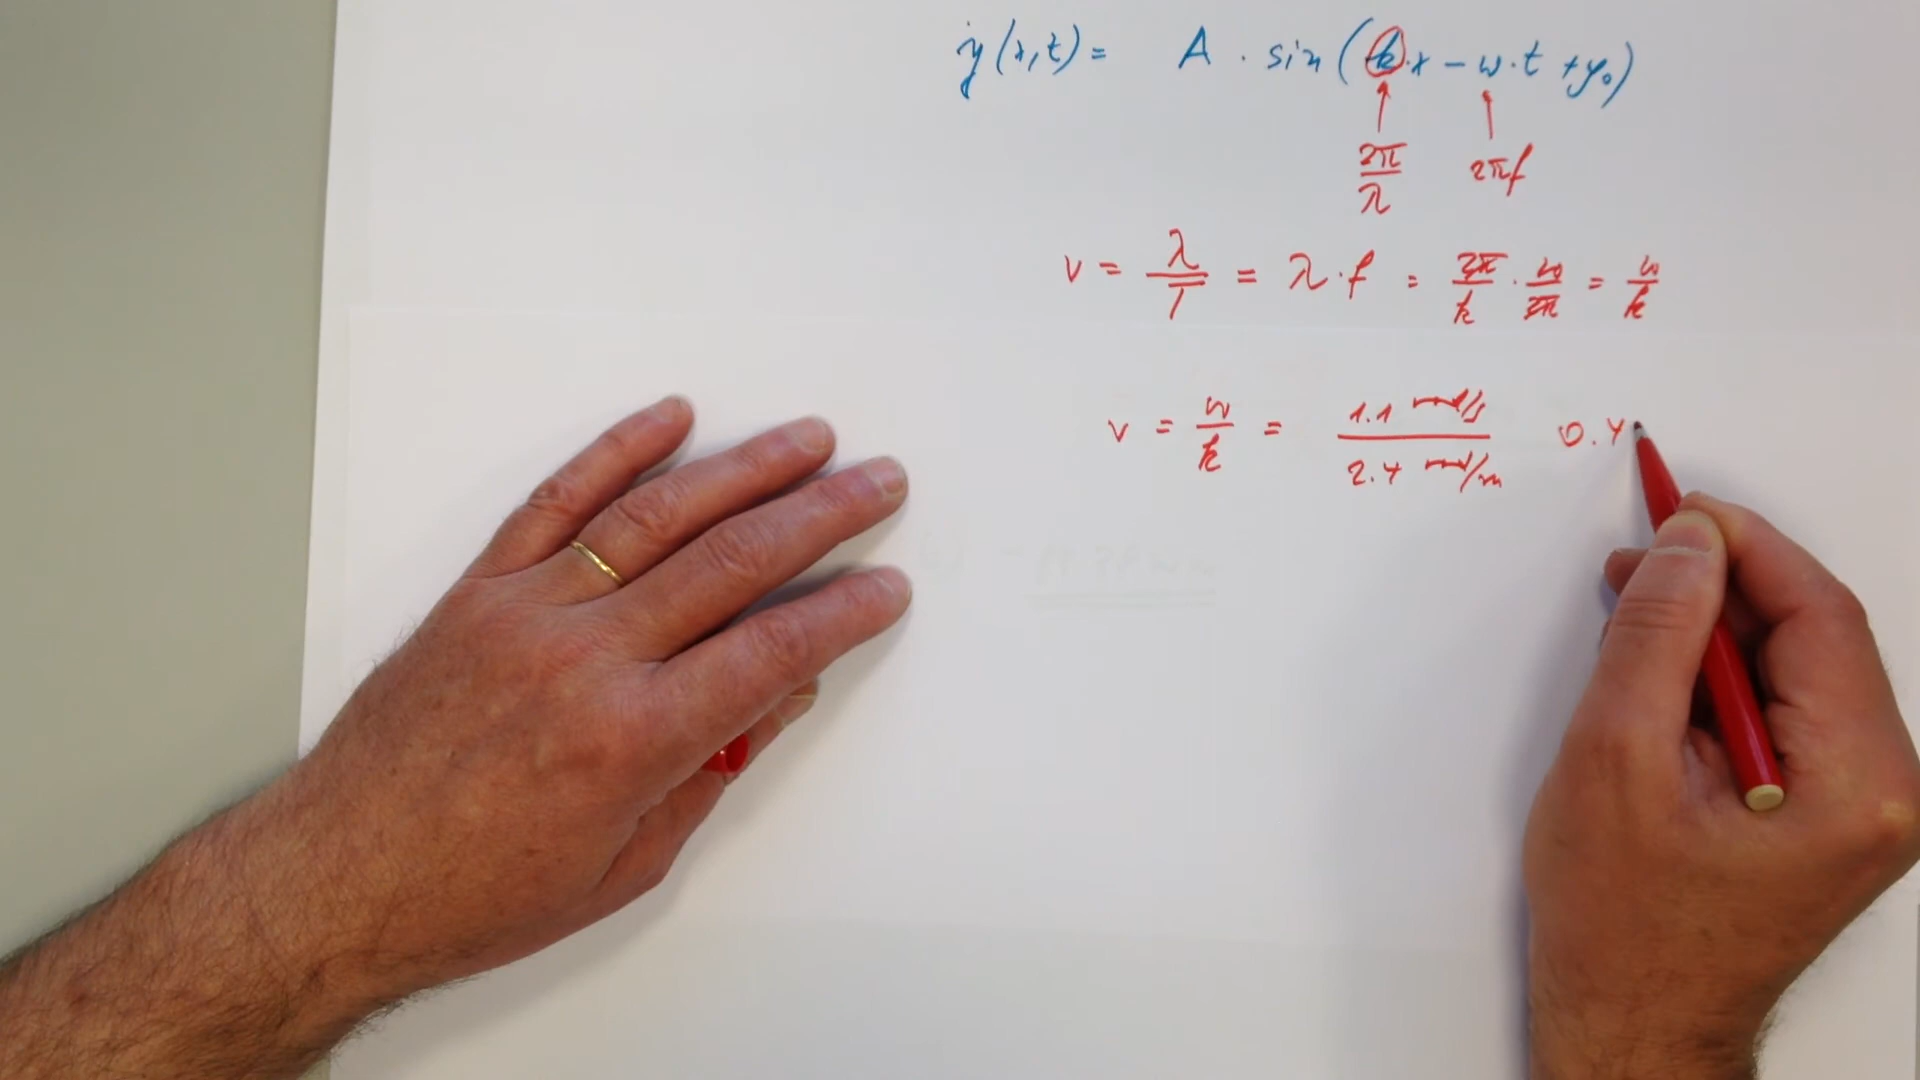 y(x,t) = A · sin(k·x − ω·t + φ₀)
2π/λ 2πf
v = λ/T = λ·f = 2π/k · ω/2π = ω/k
v = ω/k = 1.1 rad/s / 2.4 rad/m 0.4